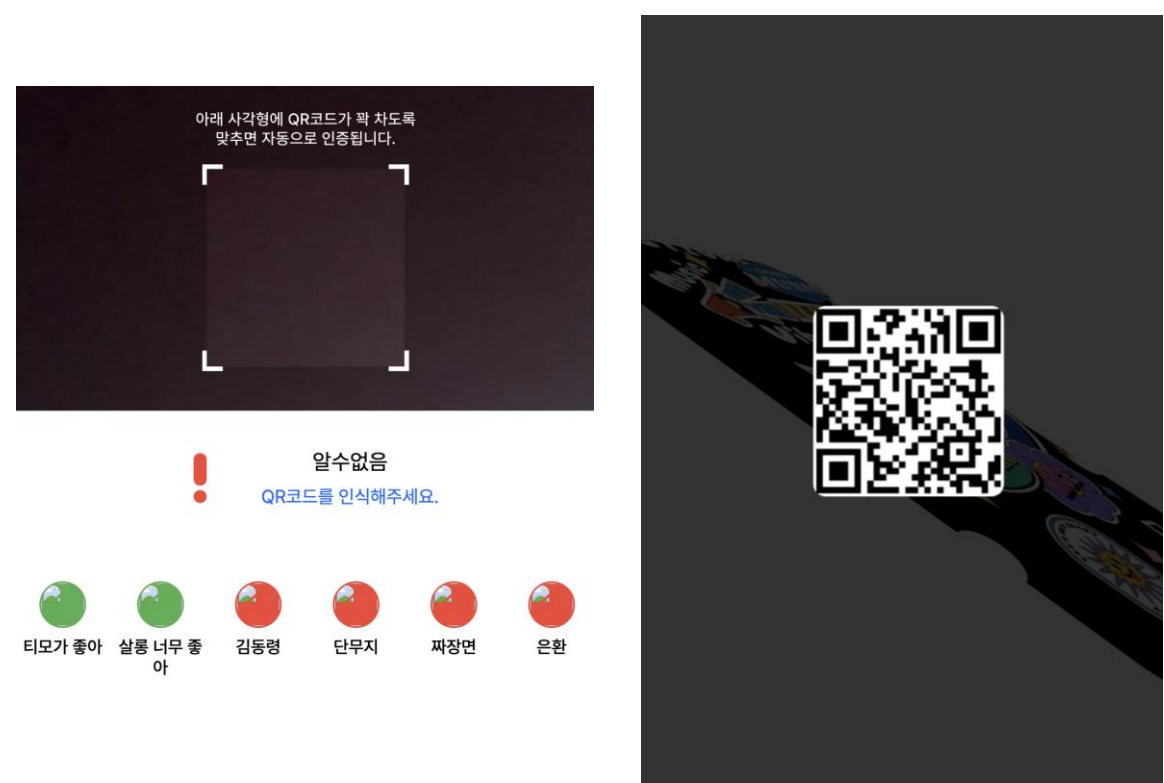 아래 사각형에 QR코드가 꽉 차도록
맞추면 자동으로 인증됩니다.
알수없음
QR코드를 인식해주세요.
티모가 좋아
살롱 너무 좋
아
김동령
단무지
짜장면
은환
Music